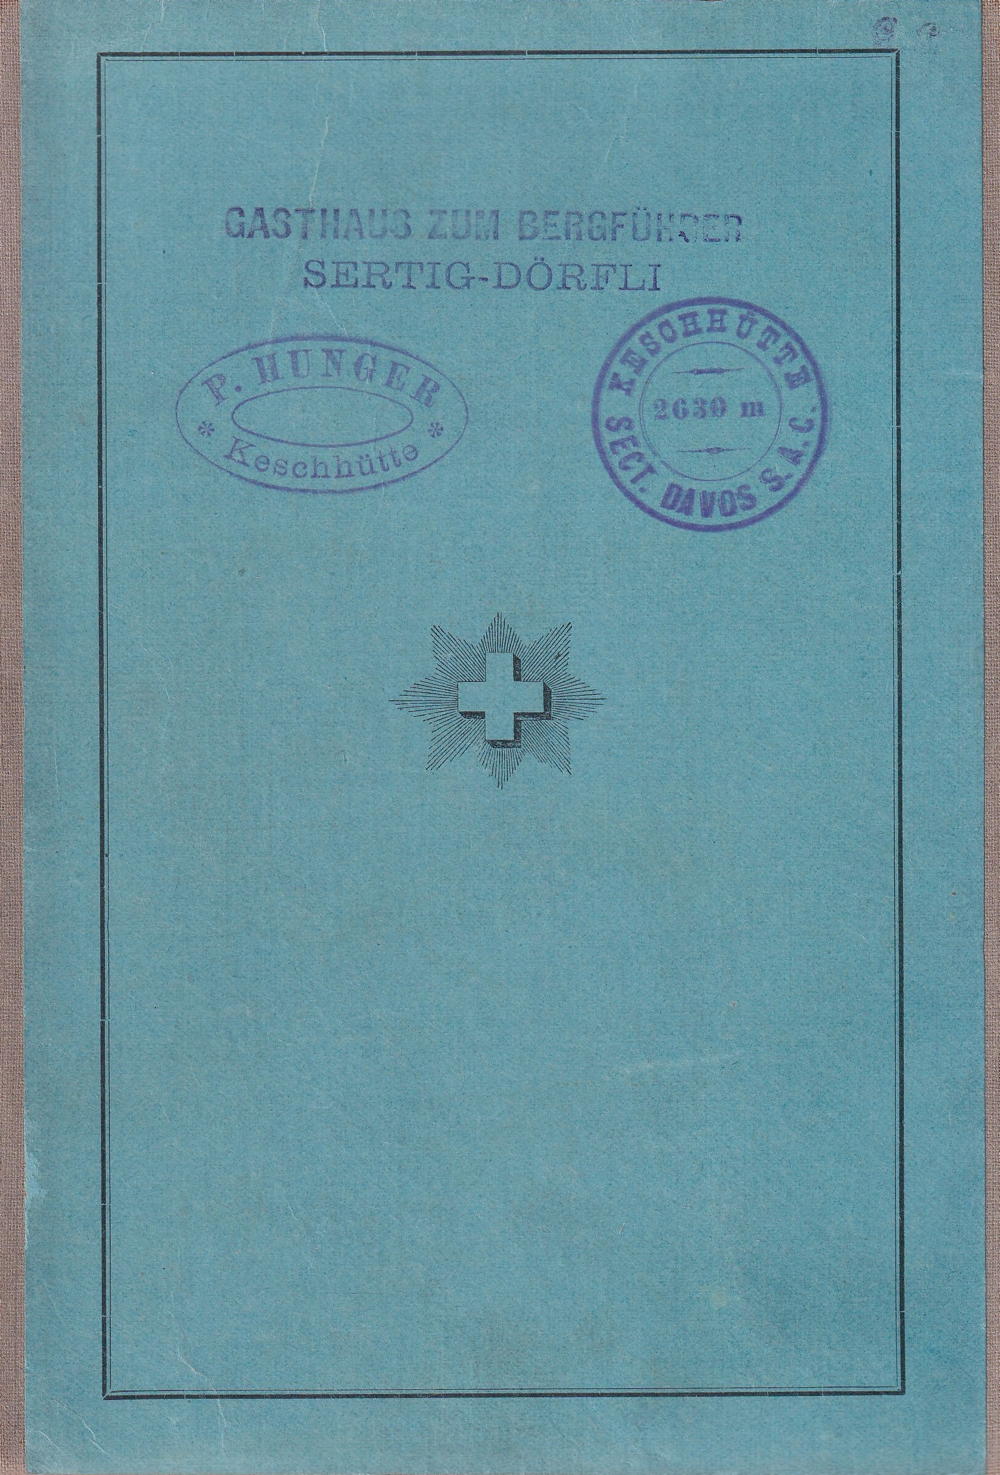 GASTHAUS ZUM BERGFÜHRER
SERTIG-DÖRFLI
P. HUNGER
* Keschhütte *
KESCHHÜTTE
2630 m
SECT. DAVOS S.A.C.